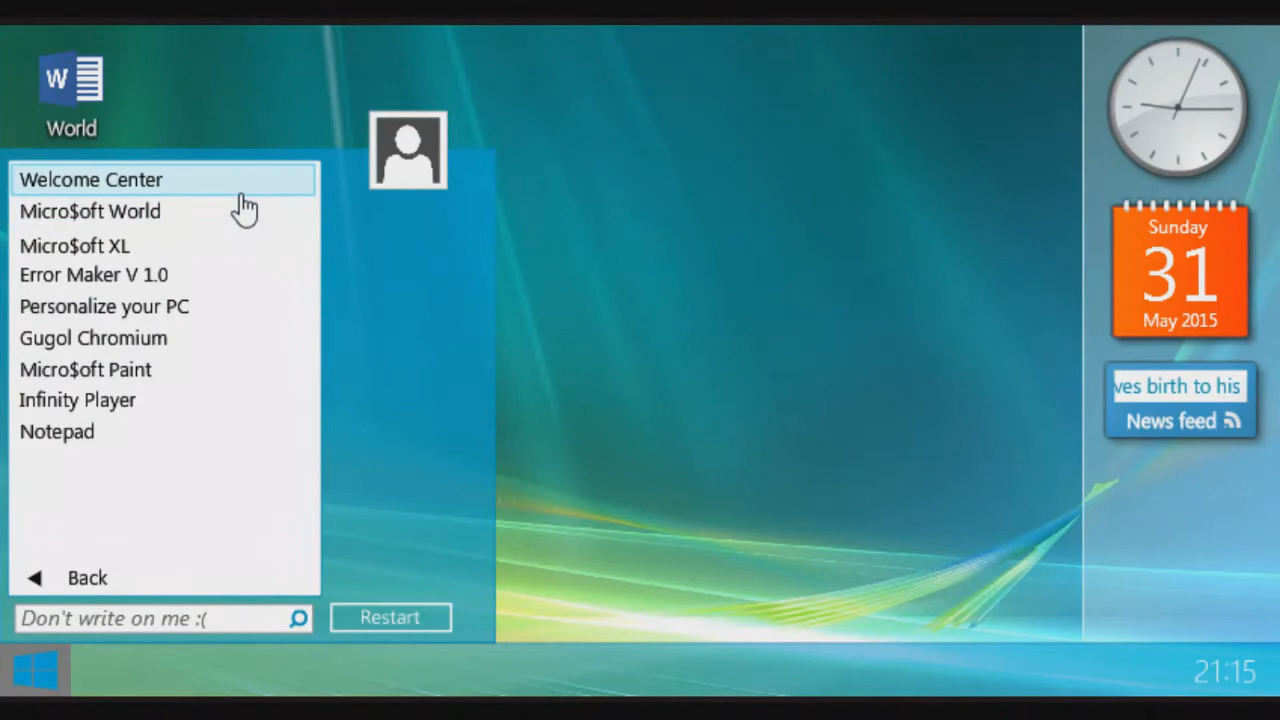 W
World
Welcome Center
Micro$oft World
Micro$oft XL
Error Maker V 1.0
Personalize your PC
Gugol Chromium
Micro$oft Paint
Infinity Player
Notepad
Back
Don't write on me :(
Restart
Sunday
31
May 2015
ves birth to his
News feed
21:15